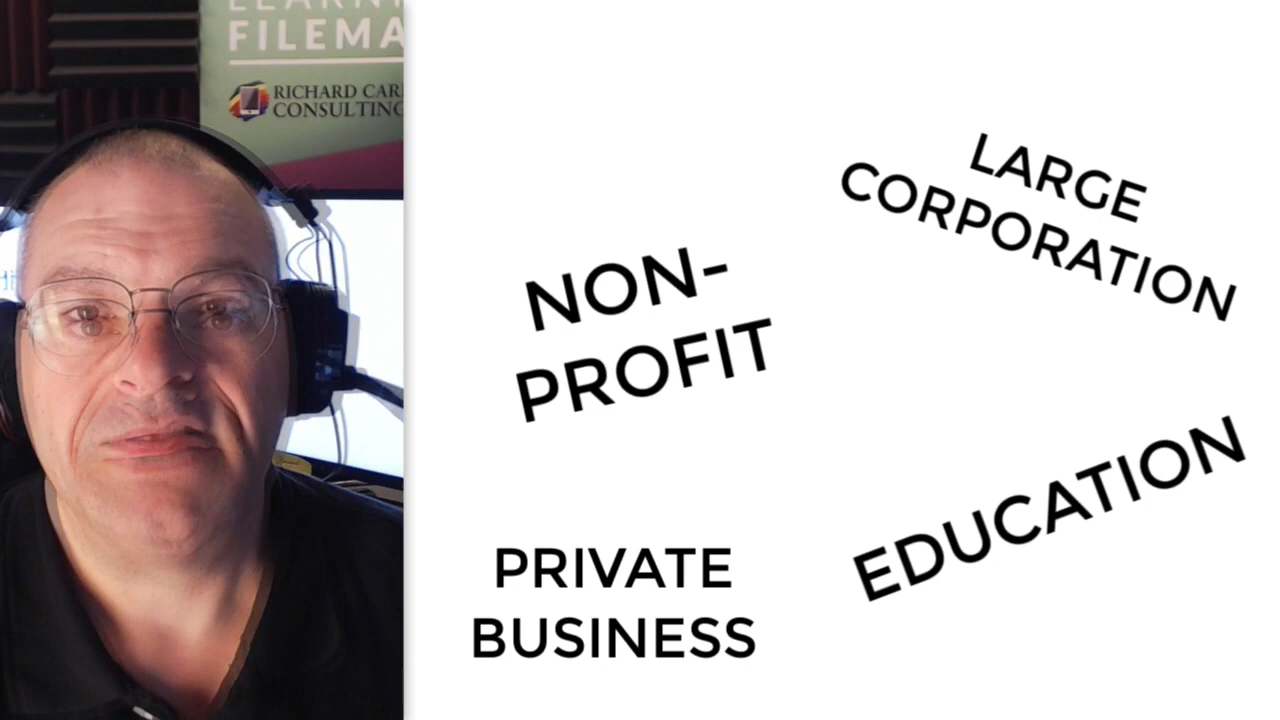 FILEMA
RICHARD CAR
CONSULTING
NON-
PROFIT
LARGE
CORPORATION
PRIVATE
BUSINESS
EDUCATION